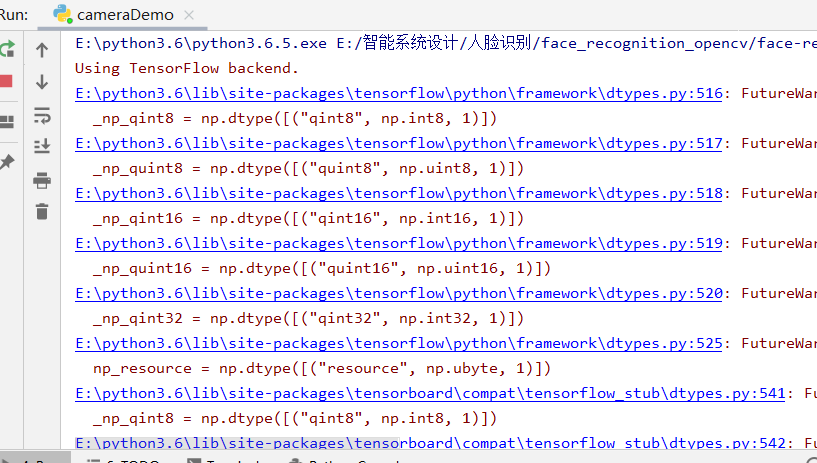 Run: cameraDemo
E:\python3.6\python3.6.5.exe E:/智能系统设计/人脸识别/face_recognition_opencv/face-re
Using TensorFlow backend.
E:\python3.6\lib\site-packages\tensorflow\python\framework\dtypes.py:516: FutureWar
_np_qint8 = np.dtype([("qint8", np.int8, 1)])
E:\python3.6\lib\site-packages\tensorflow\python\framework\dtypes.py:517: FutureWar
_np_quint8 = np.dtype([("quint8", np.uint8, 1)])
E:\python3.6\lib\site-packages\tensorflow\python\framework\dtypes.py:518: FutureWar
_np_qint16 = np.dtype([("qint16", np.int16, 1)])
E:\python3.6\lib\site-packages\tensorflow\python\framework\dtypes.py:519: FutureWar
_np_quint16 = np.dtype([("quint16", np.uint16, 1)])
E:\python3.6\lib\site-packages\tensorflow\python\framework\dtypes.py:520: FutureWar
_np_qint32 = np.dtype([("qint32", np.int32, 1)])
E:\python3.6\lib\site-packages\tensorflow\python\framework\dtypes.py:525: FutureWar
np_resource = np.dtype([("resource", np.ubyte, 1)])
E:\python3.6\lib\site-packages\tensorboard\compat\tensorflow_stub\dtypes.py:541: Fu
_np_qint8 = np.dtype([("qint8", np.int8, 1)])
E:\python3.6\lib\site-packages\tensorboard\compat\tensorflow_stub\dtypes.py:542: Fu